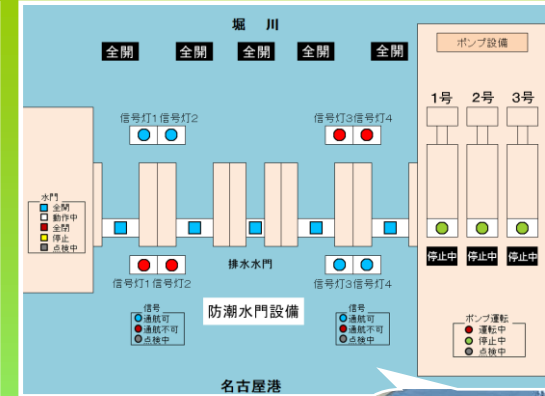 堀 川
全開
全開
全開
全開
全開
ポンプ設備
1号 2号 3号
信号灯1 信号灯2
信号灯3 信号灯4
水門
全開
動作中
全閉
停止
点検中
停止中 停止中 停止中
排水水門
信号灯1 信号灯2
信号灯3 信号灯4
防潮水門設備
信号
通航可
通航不可
点検中
信号
通航可
通航不可
点検中
ポンプ運転
運転中
停止中
点検中
名古屋港